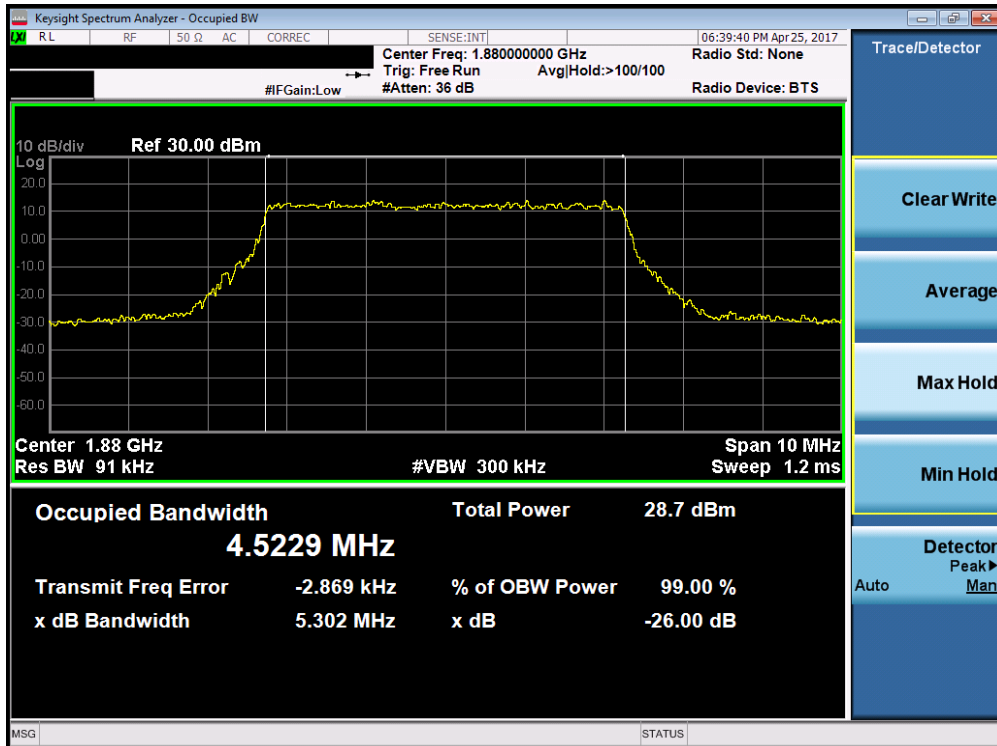 Keysight Spectrum Analyzer - Occupied BW
LXI RL RF 50 Ω AC CORREC SENSE:INT 06:39:40 PM Apr 25, 2017
Center Freq: 1.880000000 GHz Radio Std: None
Trig: Free Run Avg|Hold:>100/100
#IFGain:Low #Atten: 36 dB Radio Device: BTS
10 dB/div Ref 30.00 dBm
Log
20.0
10.0
0.00
-10.0
-20.0
-30.0
-40.0
-50.0
-60.0
Center 1.88 GHz Span 10 MHz
Res BW 91 kHz #VBW 300 kHz Sweep 1.2 ms
Occupied Bandwidth Total Power 28.7 dBm
4.5229 MHz
Transmit Freq Error -2.869 kHz % of OBW Power 99.00 %
x dB Bandwidth 5.302 MHz x dB -26.00 dB
MSG STATUS
Trace/Detector
Clear Write
Average
Max Hold
Min Hold
Detector
Peak▶
Auto Man